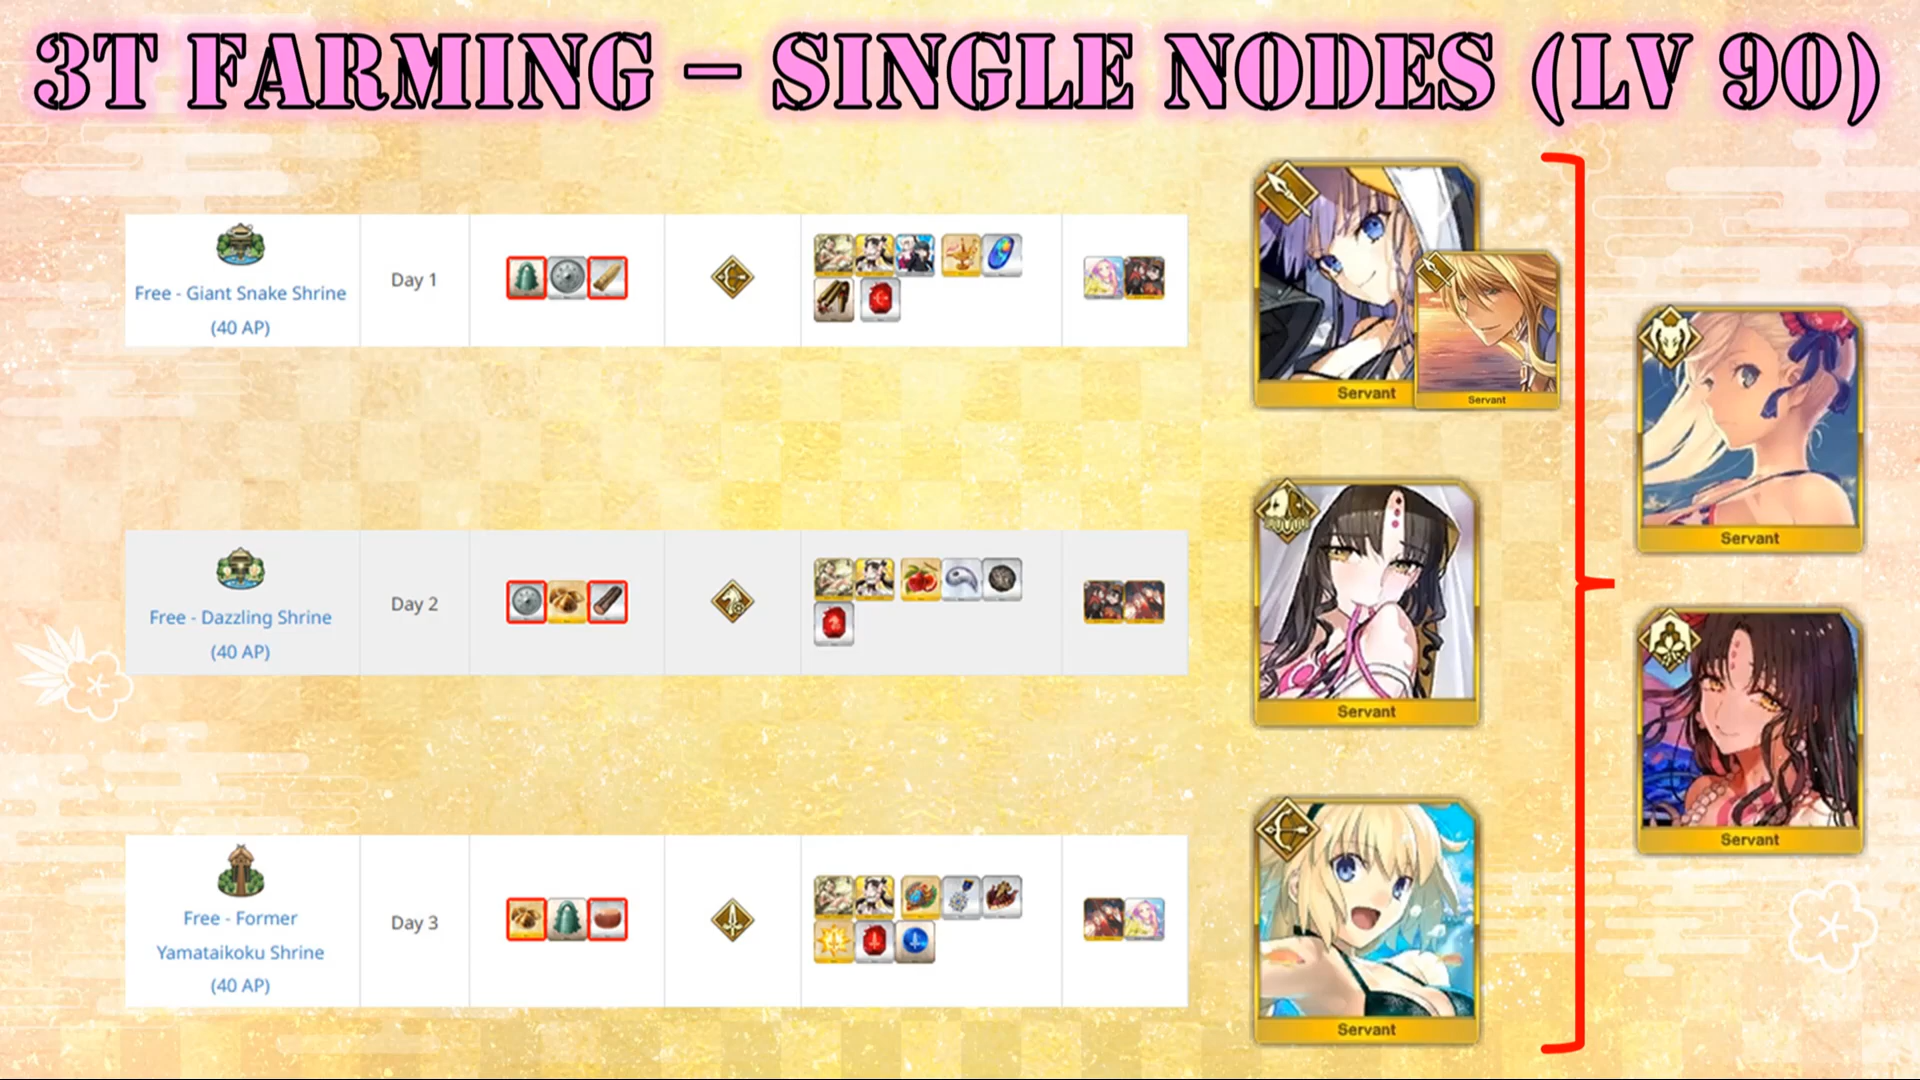 3T FARMING – SINGLE NODES (LV 90)
Free - Giant Snake Shrine
(40 AP)
Day 1
Servant
Servant
Servant
Free - Dazzling Shrine
(40 AP)
Day 2
Servant
Servant
Free - Former
Yamataikoku Shrine
(40 AP)
Day 3
Servant